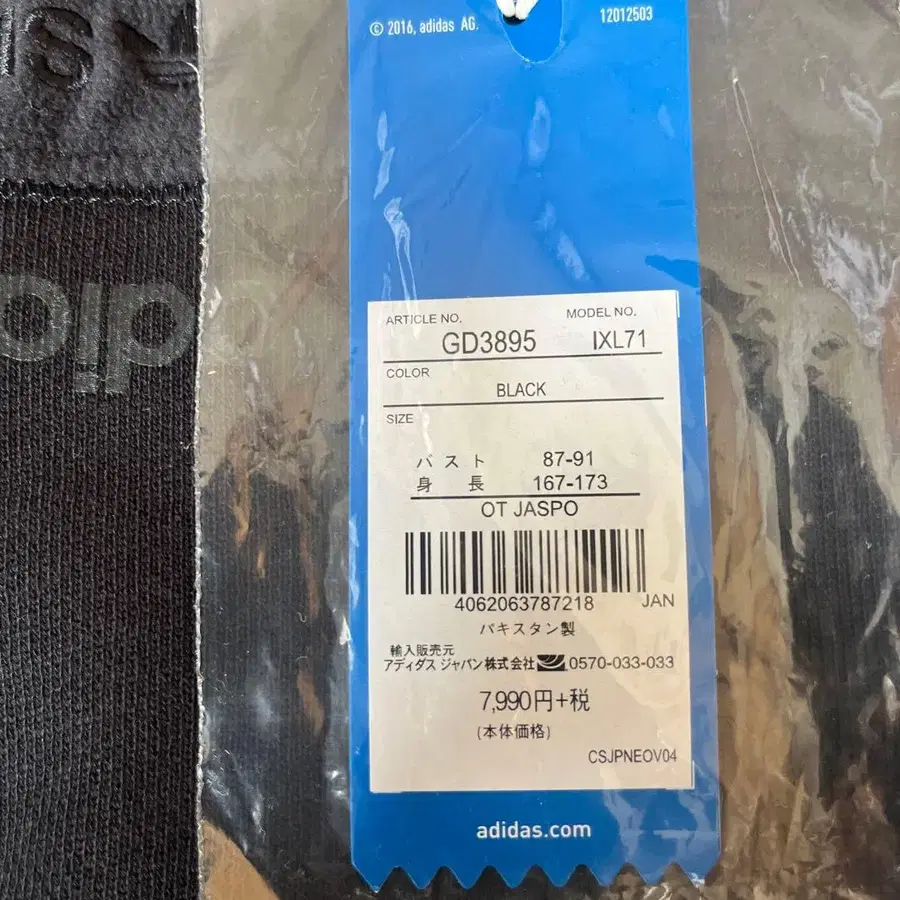 © 2016, adidas AG.
12012503
ARTICLE NO.
MODEL NO.
GD3895
IXL71
COLOR
BLACK
SIZE
バスト 87-91
身長 167-173
OT JASPO
4062063787218 JAN
パキスタン製
輸入販売元
アディダス ジャパン株式会社 0570-033-033
7,990円+税
(本体価格)
CSJPNEOV04
adidas.com